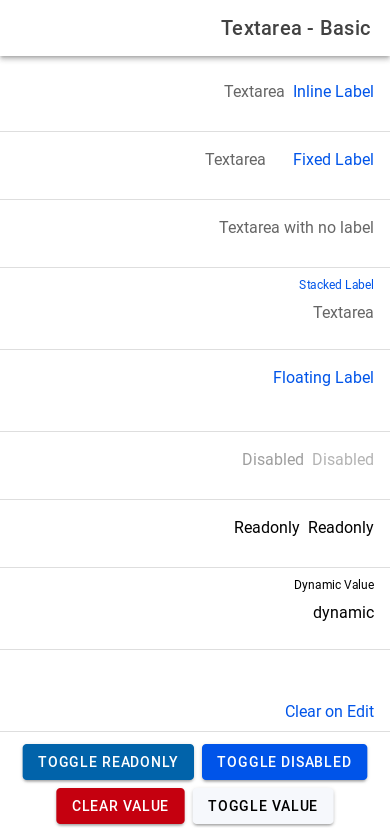 Textarea - Basic
Inline Label Textarea
Fixed Label Textarea
Textarea with no label
Stacked Label
Textarea
Floating Label
Disabled Disabled
Readonly Readonly
Dynamic Value
dynamic
Clear on Edit
TOGGLE READONLY TOGGLE DISABLED
CLEAR VALUE TOGGLE VALUE